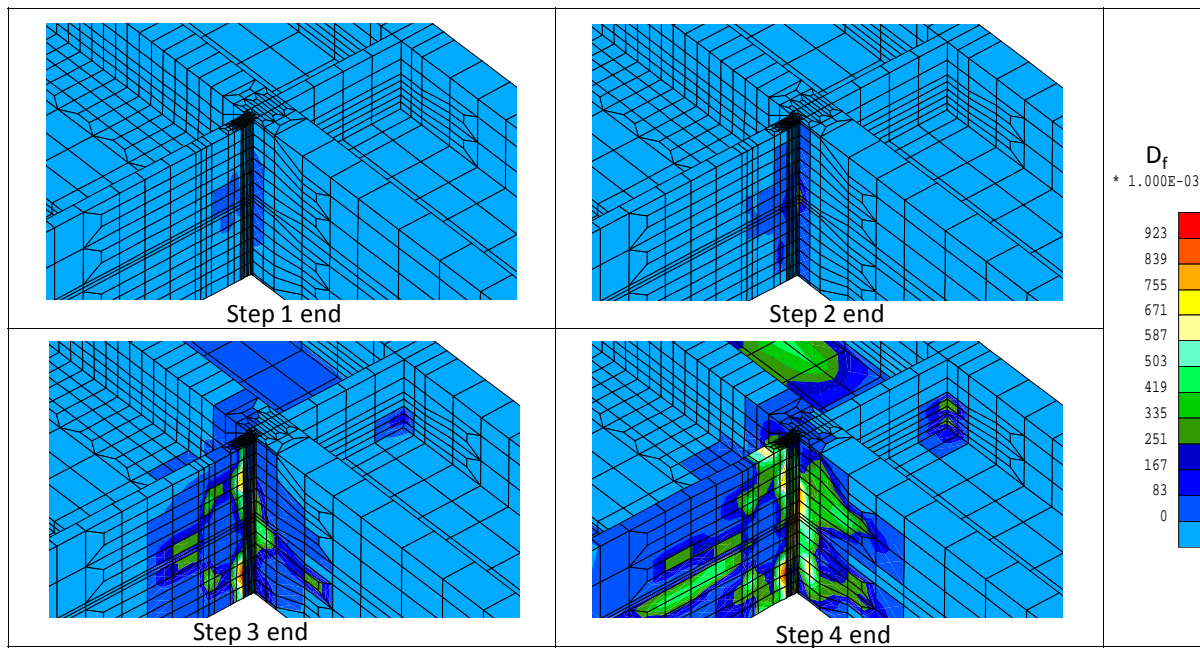 Step 1 end
Step 2 end
Step 3 end
Step 4 end
D_f
* 1.000E-03
923
839
755
671
587
503
419
335
251
167
83
0